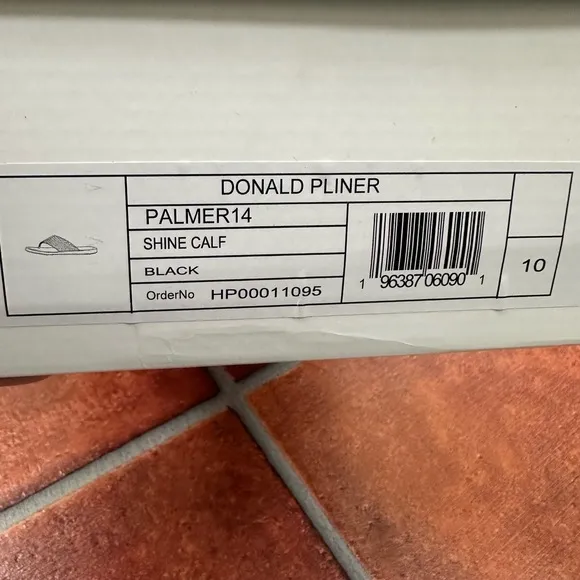 DONALD PLINER
PALMER14
SHINE CALF
BLACK
OrderNo HP00011095
1 96387 06090 1
10